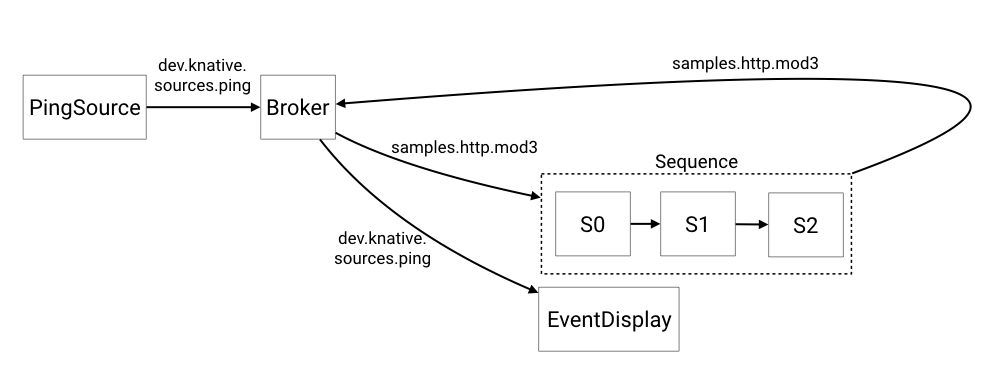 samples.http.mod3
dev.knative.
sources.ping
PingSource
Broker
samples.http.mod3
Sequence
S0
S1
S2
dev.knative.
sources.ping
EventDisplay